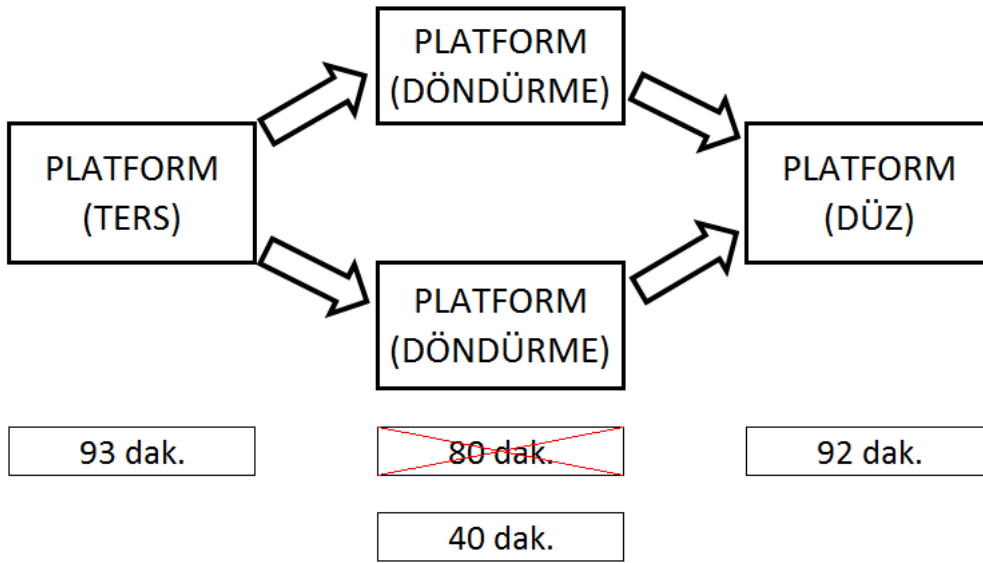 PLATFORM
(DÖNDÜRME)
PLATFORM
(TERS)
PLATFORM
(DÜZ)
PLATFORM
(DÖNDÜRME)
93 dak.
80 dak.
92 dak.
40 dak.